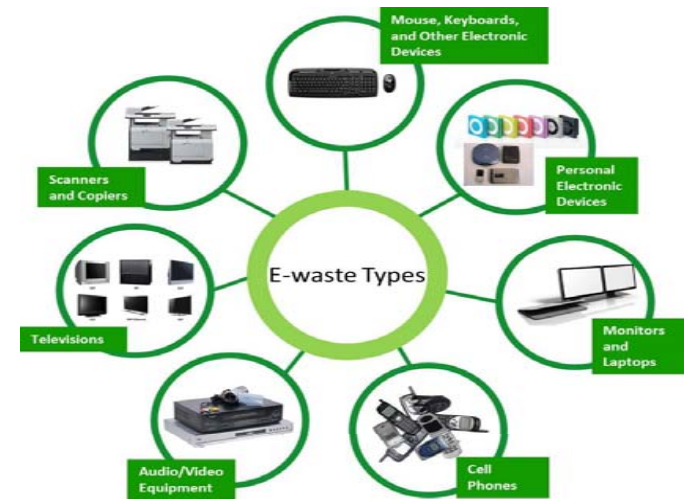 Mouse, Keyboards,
and Other Electronic
Devices
Scanners
and Copiers
Personal
Electronic
Devices
E-waste Types
Televisions
Monitors
and
Laptops
Audio/Video
Equipment
Cell
Phones